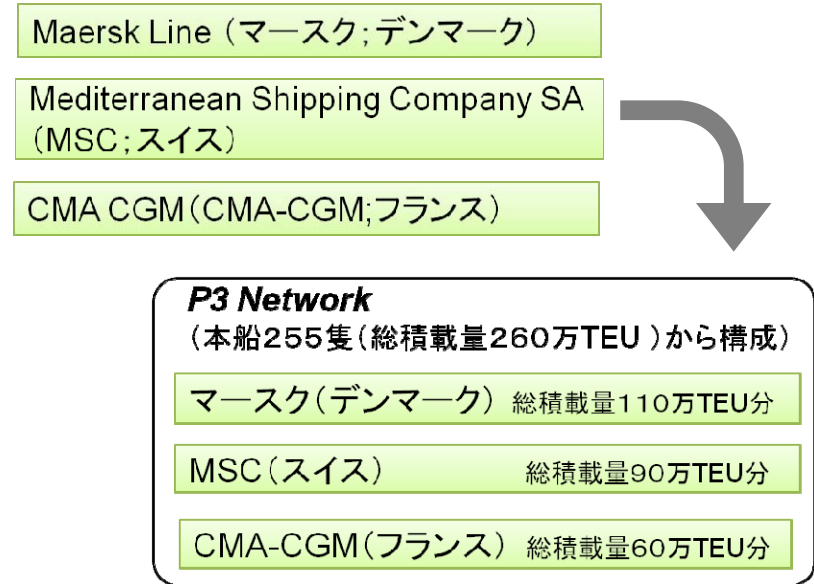 Maersk Line（マースク;デンマーク）
Mediterranean Shipping Company SA
（MSC;スイス）
CMA CGM（CMA-CGM;フランス）
P3 Network
（本船２５５隻（総積載量２６０万TEU ）から構成）
マースク（デンマーク） 総積載量１１０万TEU分
MSC（スイス） 総積載量９０万TEU分
CMA-CGM（フランス） 総積載量６０万TEU分